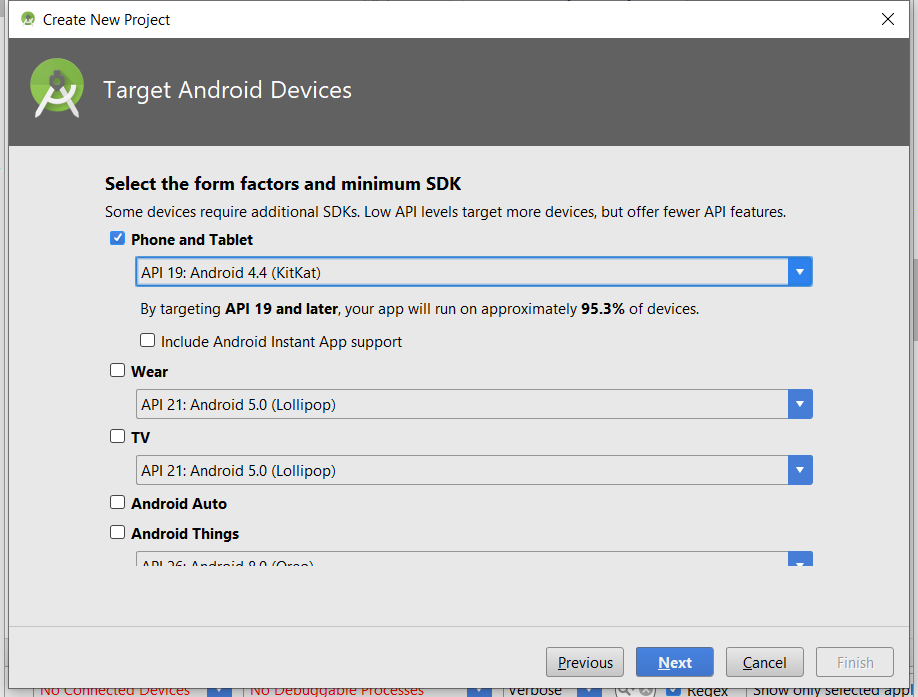 Create New Project
Target Android Devices
Select the form factors and minimum SDK
Some devices require additional SDKs. Low API levels target more devices, but offer fewer API features.
Phone and Tablet
API 19: Android 4.4 (KitKat)
By targeting API 19 and later, your app will run on approximately 95.3% of devices.
Include Android Instant App support
Wear
API 21: Android 5.0 (Lollipop)
TV
API 21: Android 5.0 (Lollipop)
Android Auto
Android Things
API 26: Android 8.0 (Oreo)
Previous Next Cancel Finish
No Connected Devices No Debuggable Processes Verbose Regex Show only selected appl